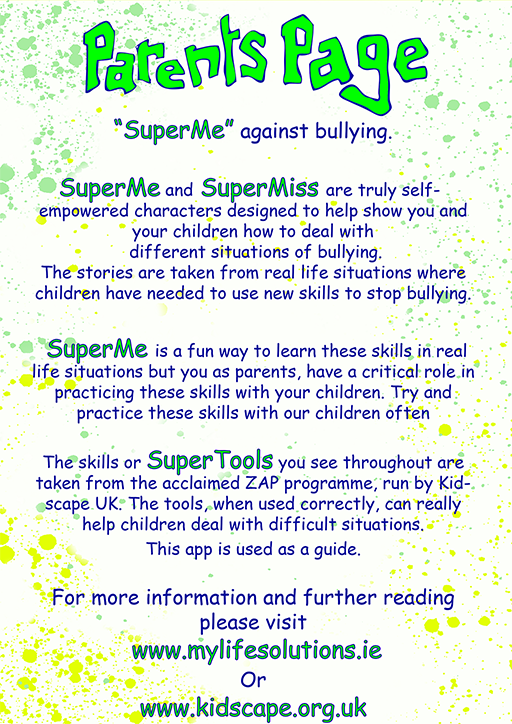 Parents Page
"SuperMe" against bullying.
SuperMe and SuperMiss are truly self-
empowered characters designed to help show you and
your children how to deal with
different situations of bullying.
The stories are taken from real life situations where
children have needed to use new skills to stop bullying.
SuperMe is a fun way to learn these skills in real
life situations but you as parents, have a critical role in
practicing these skills with your children. Try and
practice these skills with our children often
The skills or SuperTools you see throughout are
taken from the acclaimed ZAP programme, run by Kid-
scape UK. The tools, when used correctly, can really
help children deal with difficult situations.
This app is used as a guide.
For more information and further reading
please visit
www.mylifesolutions.ie
Or
www.kidscape.org.uk